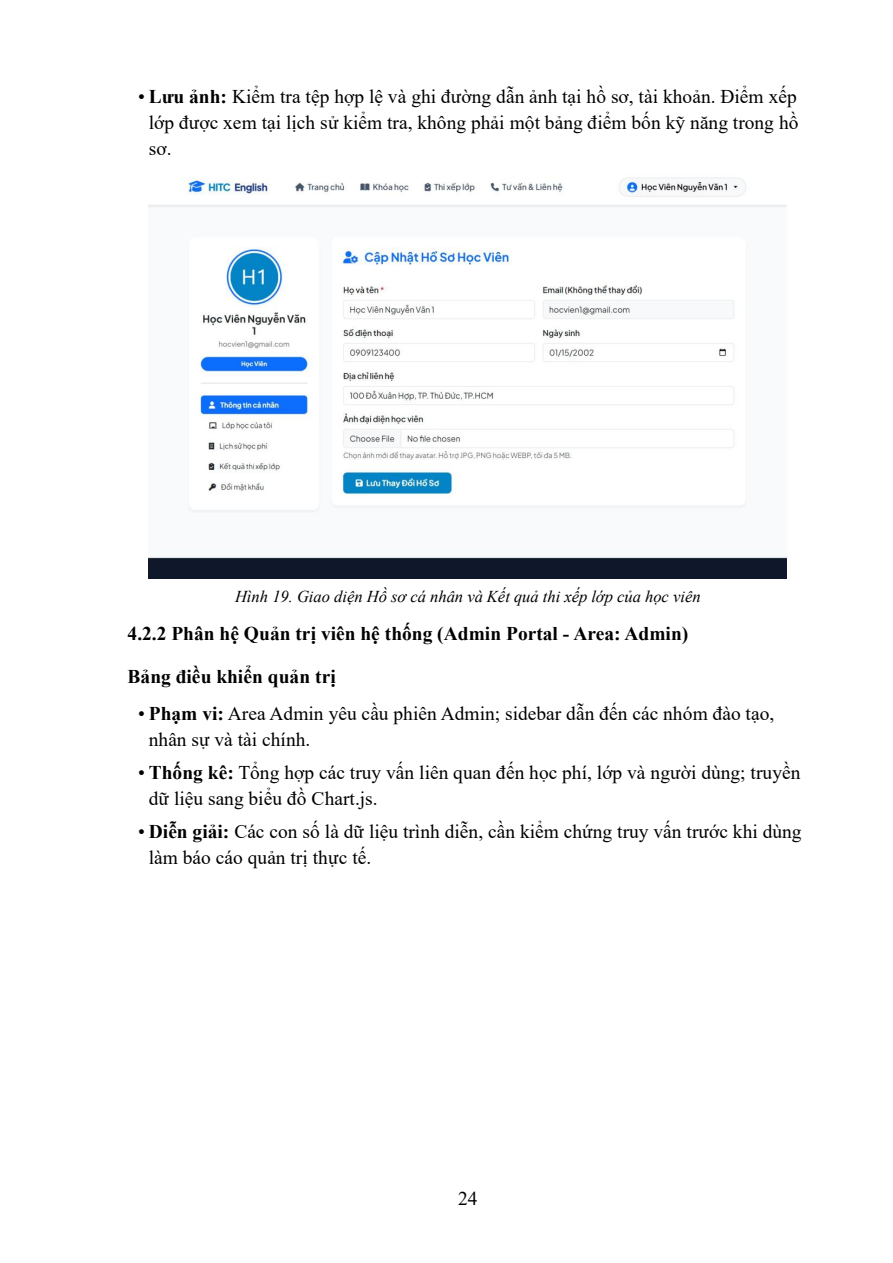 • Lưu ảnh: Kiểm tra tệp hợp lệ và ghi đường dẫn ảnh tại hồ sơ, tài khoản. Điểm xếp
lớp được xem tại lịch sử kiểm tra, không phải một bảng điểm bốn kỹ năng trong hồ
sơ.
HITC English Trang chủ Khóa học Thi xếp lớp Tư vấn & Liên hệ Học Viên Nguyễn Văn 1
H1
Học Viên Nguyễn Văn
1
hocvien1@gmail.com
Học Viên
Thông tin cá nhân
Lớp học của tôi
Lịch sử học phí
Kết quả thi xếp lớp
Đổi mật khẩu
Cập Nhật Hồ Sơ Học Viên
Họ và tên * Email (Không thể thay đổi)
Học Viên Nguyễn Văn 1 hocvien1@gmail.com
Số điện thoại Ngày sinh
0909123400 01/15/2002
Địa chỉ liên hệ
100 Đỗ Xuân Hợp, TP. Thủ Đức, TP.HCM
Ảnh đại diện học viên
Choose File No file chosen
Chọn ảnh mới để thay avatar. Hỗ trợ JPG, PNG hoặc WEBP, tối đa 5 MB.
Lưu Thay Đổi Hồ Sơ
Hình 19. Giao diện Hồ sơ cá nhân và Kết quả thi xếp lớp của học viên
4.2.2 Phân hệ Quản trị viên hệ thống (Admin Portal - Area: Admin)
Bảng điều khiển quản trị
• Phạm vi: Area Admin yêu cầu phiên Admin; sidebar dẫn đến các nhóm đào tạo,
nhân sự và tài chính.
• Thống kê: Tổng hợp các truy vấn liên quan đến học phí, lớp và người dùng; truyền
dữ liệu sang biểu đồ Chart.js.
• Diễn giải: Các con số là dữ liệu trình diễn, cần kiểm chứng truy vấn trước khi dùng
làm báo cáo quản trị thực tế.
24